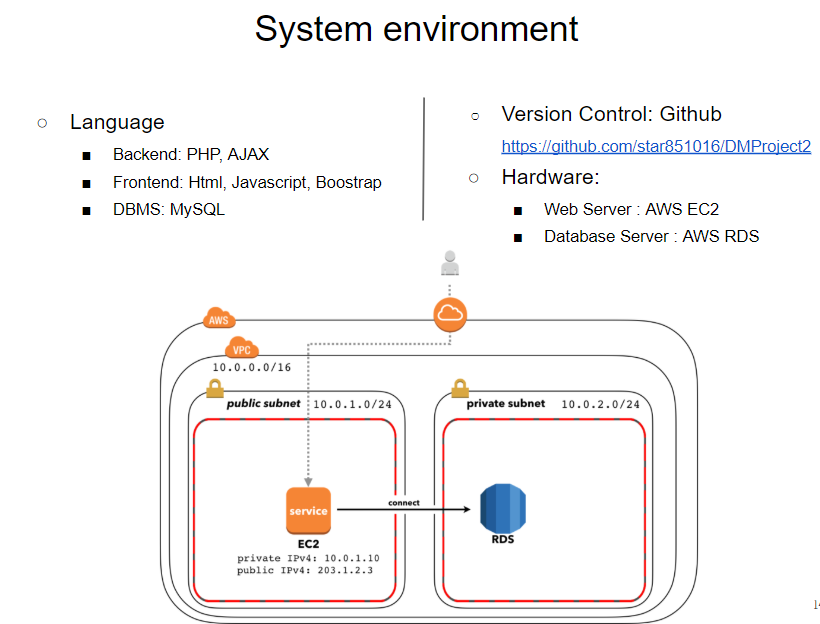 System environment
Language
Backend: PHP, AJAX
Frontend: Html, Javascript, Boostrap
DBMS: MySQL
Version Control: Github
https://github.com/star851016/DMProject2
Hardware:
Web Server : AWS EC2
Database Server : AWS RDS
AWS
VPC
10.0.0.0/16
public subnet 10.0.1.0/24
private subnet 10.0.2.0/24
service
connect
EC2
RDS
private IPv4: 10.0.1.10
public IPv4: 203.1.2.3